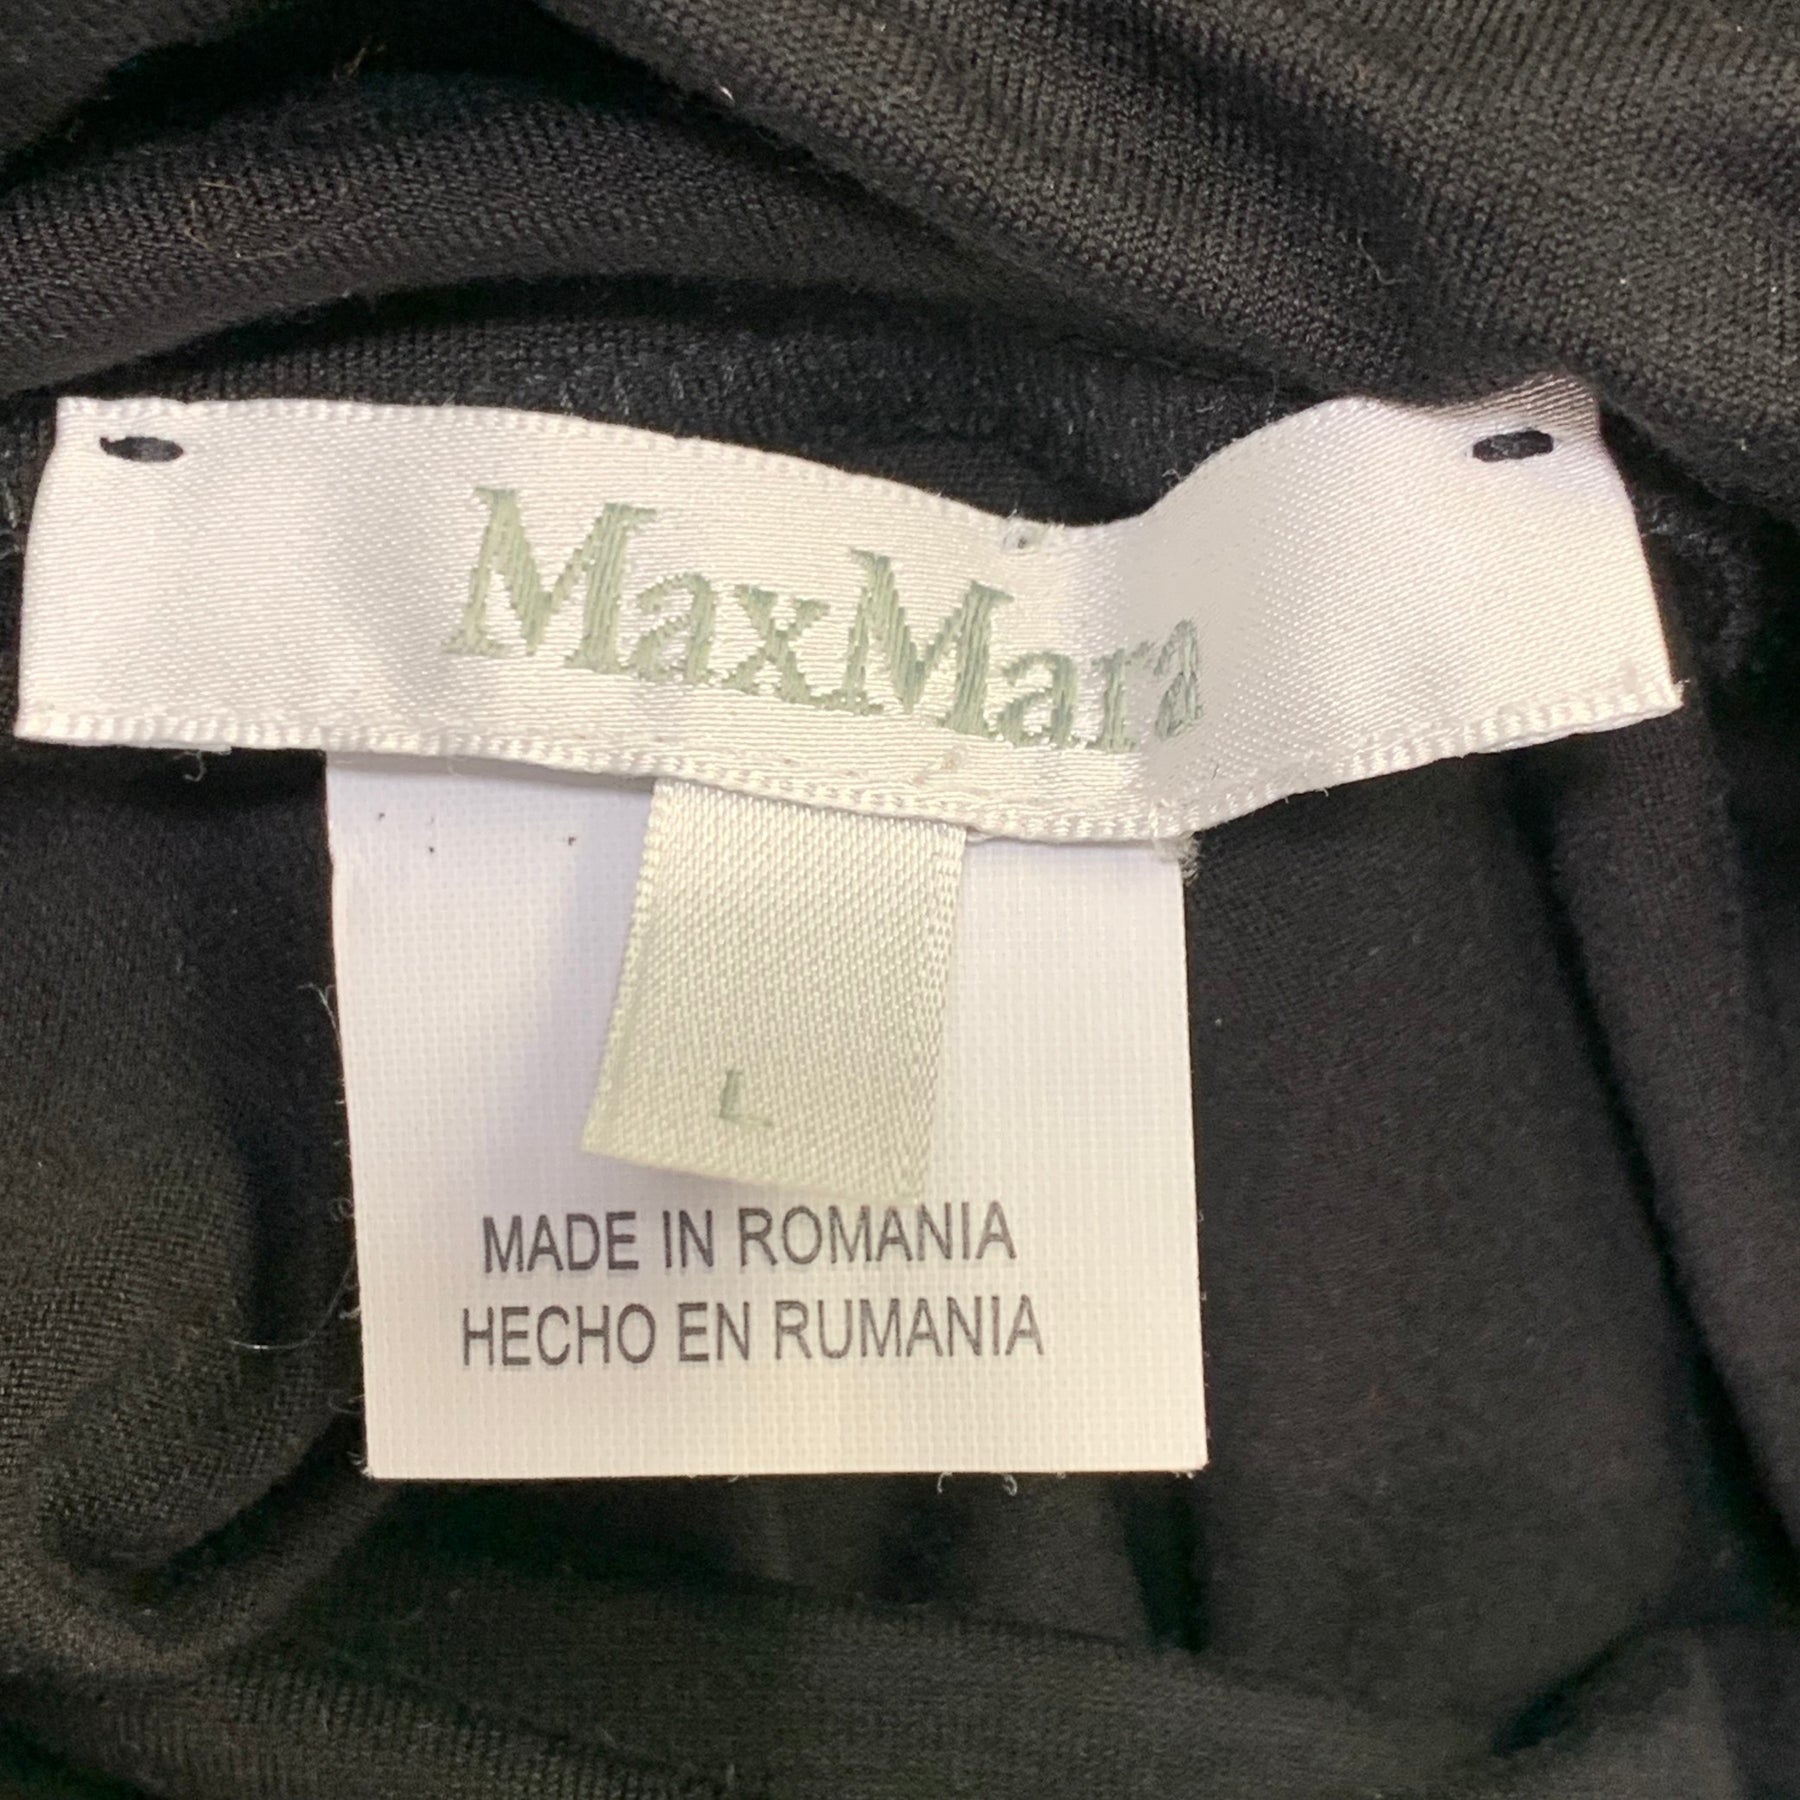 MaxMara
L
MADE IN ROMANIA
HECHO EN RUMANIA